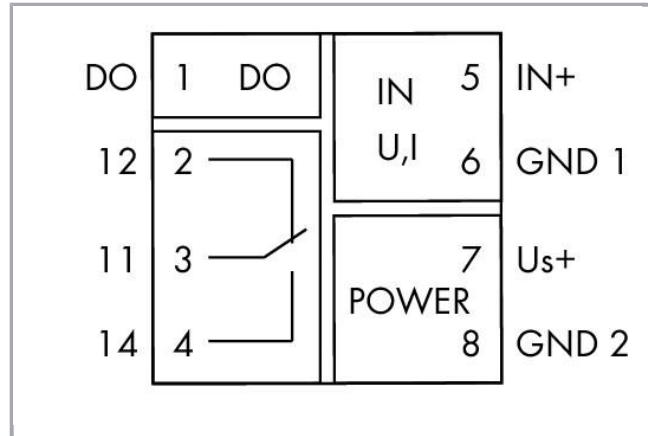 DO 1 DO IN 5 IN+
12 2 U,I 6 GND 1
11 3 7 Us+
POWER
14 4 8 GND 2